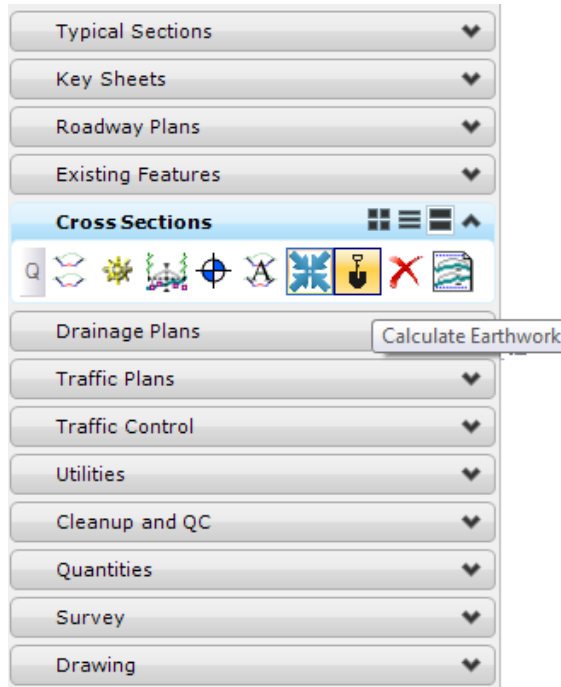 Typical Sections
Key Sheets
Roadway Plans
Existing Features
Cross Sections
Q
A
Drainage Plans
Calculate Earthwork
Traffic Plans
Traffic Control
Utilities
Cleanup and QC
Quantities
Survey
Drawing